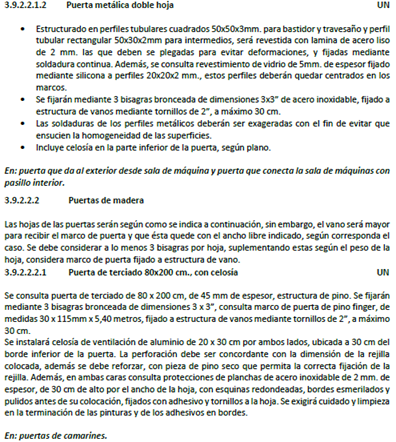 3.9.2.2.1.2 Puerta metálica doble hoja UN
• Estructurado en perfiles tubulares cuadrados 50x50x3mm. para bastidor y travesaño y perfil
tubular rectangular 50x30x2mm para intermedios, será revestida con lamina de acero liso
de 2 mm. las que deben se plegadas para evitar deformaciones, y fijadas mediante
soldadura continua. Además, se consulta revestimiento de vidrio de 5mm. de espesor fijado
mediante silicona a perfiles 20x20x2 mm., estos perfiles deberán quedar centrados en los
marcos.
• Se fijarán mediante 3 bisagras bronceada de dimensiones 3x3" de acero inoxidable, fijado a
estructura de vanos mediante tornillos de 2", a máximo 30 cm.
• Las soldaduras de los perfiles metálicos deberán ser exageradas con el fin de evitar que
ensucien la homogeneidad de las superficies.
• Incluye celosía en la parte inferior de la puerta, según plano.
En: puerta que da al exterior desde sala de máquina y puerta que conecta la sala de máquinas con
pasillo interior.
3.9.2.2.2 Puertas de madera
Las hojas de las puertas serán según como se indica a continuación, sin embargo, el vano será mayor
para recibir el marco de puerta y que ésta quede con el ancho libre indicado, según corresponda el
caso. Se debe considerar a lo menos 3 bisagras por hoja, suplementando estas según el peso de la
hoja, considera marco de puerta fijado a estructura de vano.
3.9.2.2.2.1 Puerta de terciado 80x200 cm., con celosía UN
Se consulta puerta de terciado de 80 x 200 cm, de 45 mm de espesor, estructura de pino. Se fijarán
mediante 3 bisagras bronceada de dimensiones 3 x 3", consulta marco de puerta de pino finger, de
medidas 30 x 115mm x 5,40 metros, fijado a estructura de vanos mediante tornillos de 2", a máximo
30 cm.
Se instalará celosía de ventilación de aluminio de 20 x 30 cm por ambos lados, ubicada a 30 cm del
borde inferior de la puerta. La perforación debe ser concordante con la dimensión de la rejilla
colocada, además se debe reforzar, con pieza de pino seco que permita la correcta fijación de la
rejilla. Además, en ambas caras consulta protecciones de planchas de acero inoxidable de 2 mm. de
espesor, de 30 cm de alto por el ancho de la hoja, con esquinas redondeadas, bordes esmerilados y
pulidos antes de su colocación, fijados con adhesivo y tornillos a la hoja. Se exigirá cuidado y limpieza
en la terminación de las pinturas y de los adhesivos en bordes.
En: puertas de camarines.